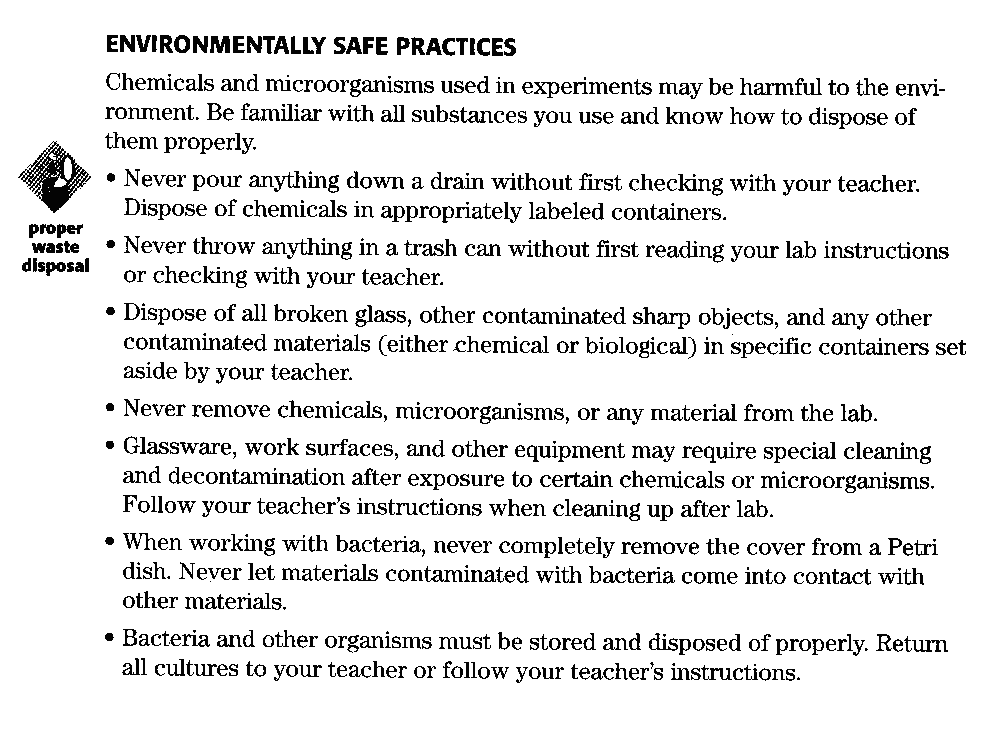 ENVIRONMENTALLY SAFE PRACTICES
Chemicals and microorganisms used in experiments may be harmful to the envi-
ronment. Be familiar with all substances you use and know how to dispose of
them properly.
proper
waste
disposal
• Never pour anything down a drain without first checking with your teacher.
Dispose of chemicals in appropriately labeled containers.
• Never throw anything in a trash can without first reading your lab instructions
or checking with your teacher.
• Dispose of all broken glass, other contaminated sharp objects, and any other
contaminated materials (either chemical or biological) in specific containers set
aside by your teacher.
• Never remove chemicals, microorganisms, or any material from the lab.
• Glassware, work surfaces, and other equipment may require special cleaning
and decontamination after exposure to certain chemicals or microorganisms.
Follow your teacher's instructions when cleaning up after lab.
• When working with bacteria, never completely remove the cover from a Petri
dish. Never let materials contaminated with bacteria come into contact with
other materials.
• Bacteria and other organisms must be stored and disposed of properly. Return
all cultures to your teacher or follow your teacher's instructions.